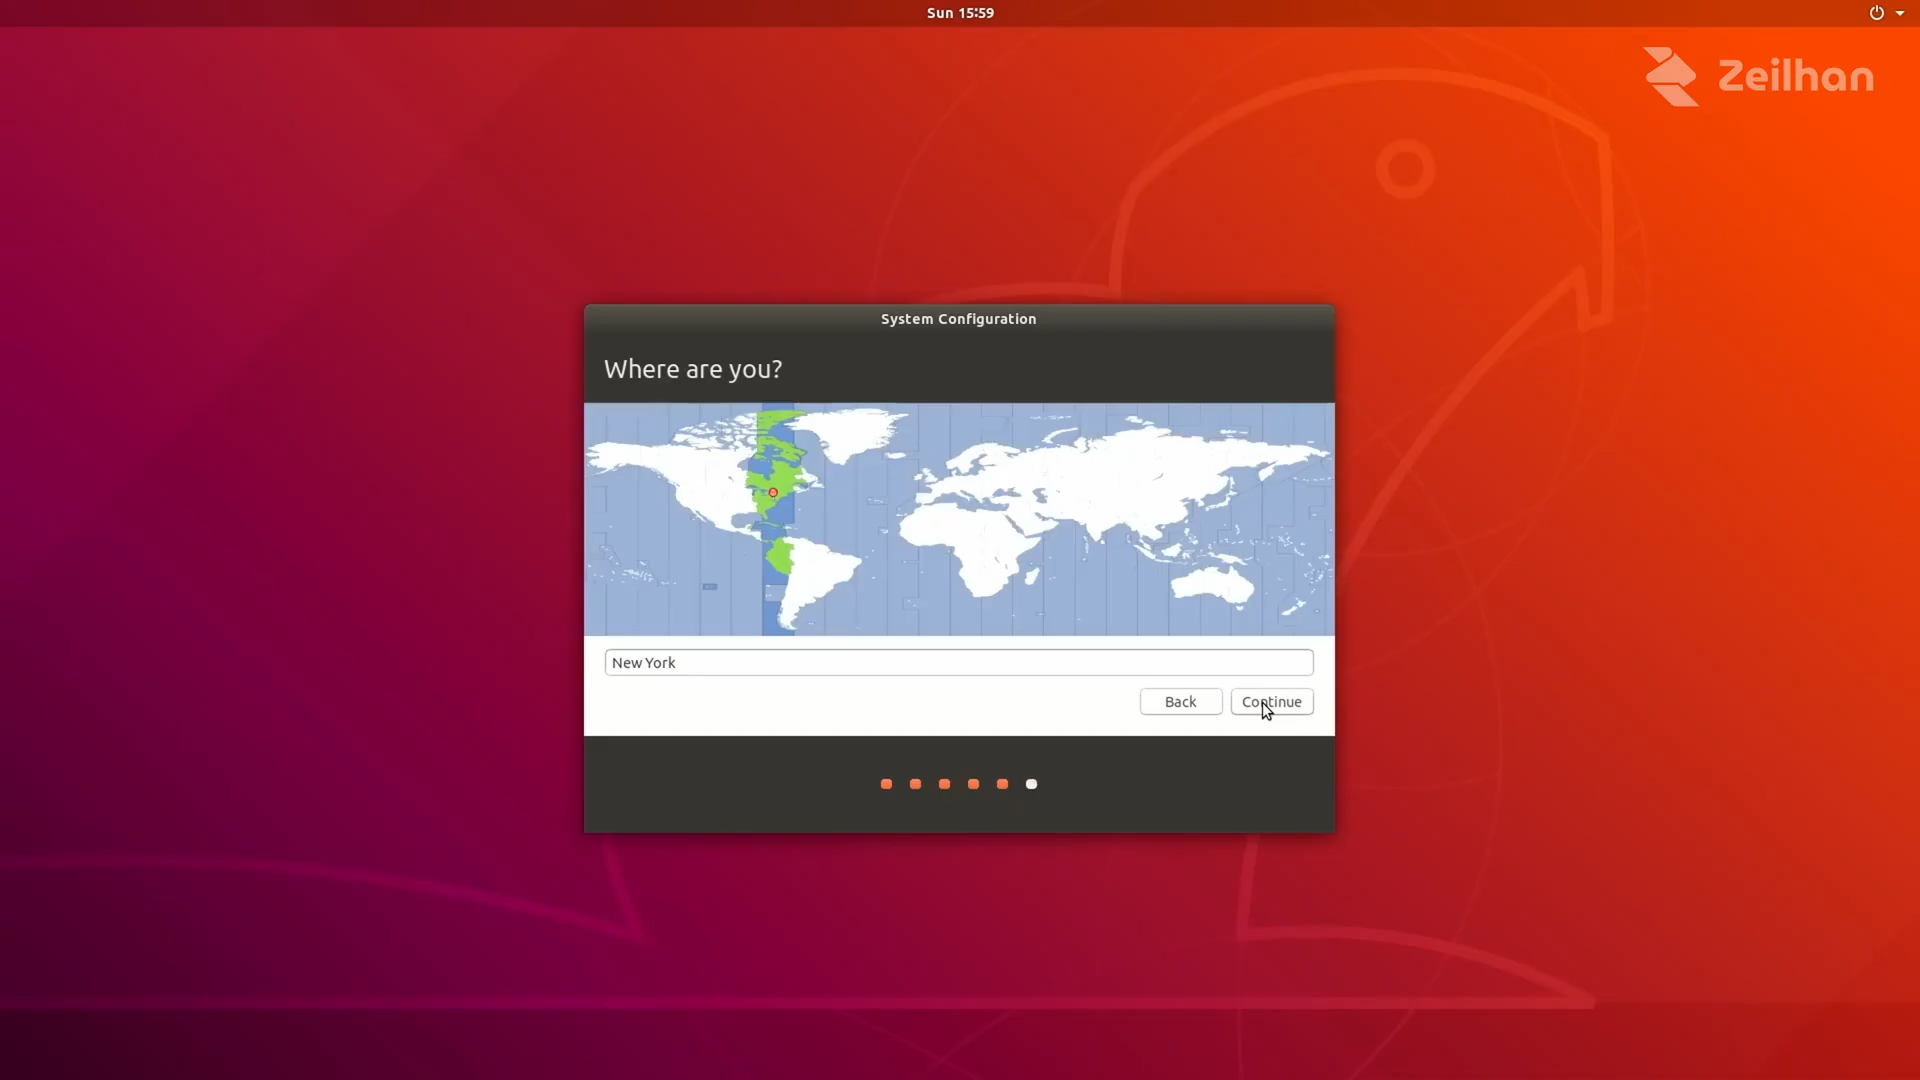 Sun 15:59
Zeilhan
System Configuration
Where are you?
New York
Back
Continue